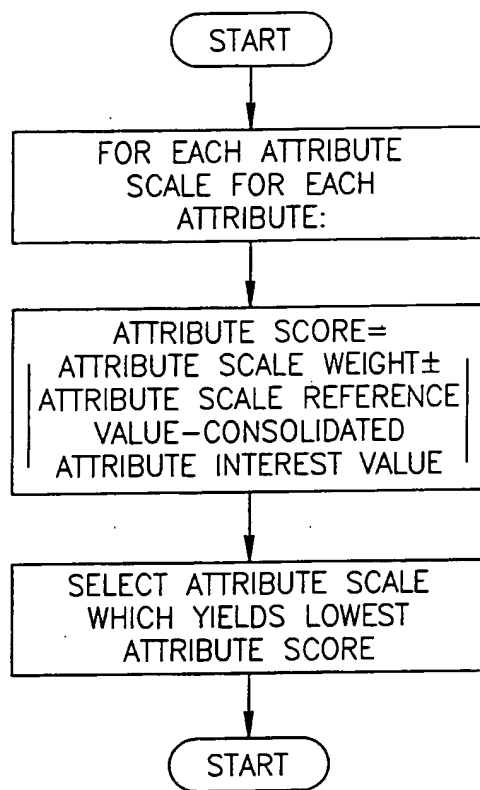 START
FOR EACH ATTRIBUTE
SCALE FOR EACH
ATTRIBUTE:
ATTRIBUTE SCORE=
ATTRIBUTE SCALE WEIGHT±
ATTRIBUTE SCALE REFERENCE
VALUE-CONSOLIDATED
ATTRIBUTE INTEREST VALUE
SELECT ATTRIBUTE SCALE
WHICH YIELDS LOWEST
ATTRIBUTE SCORE
START